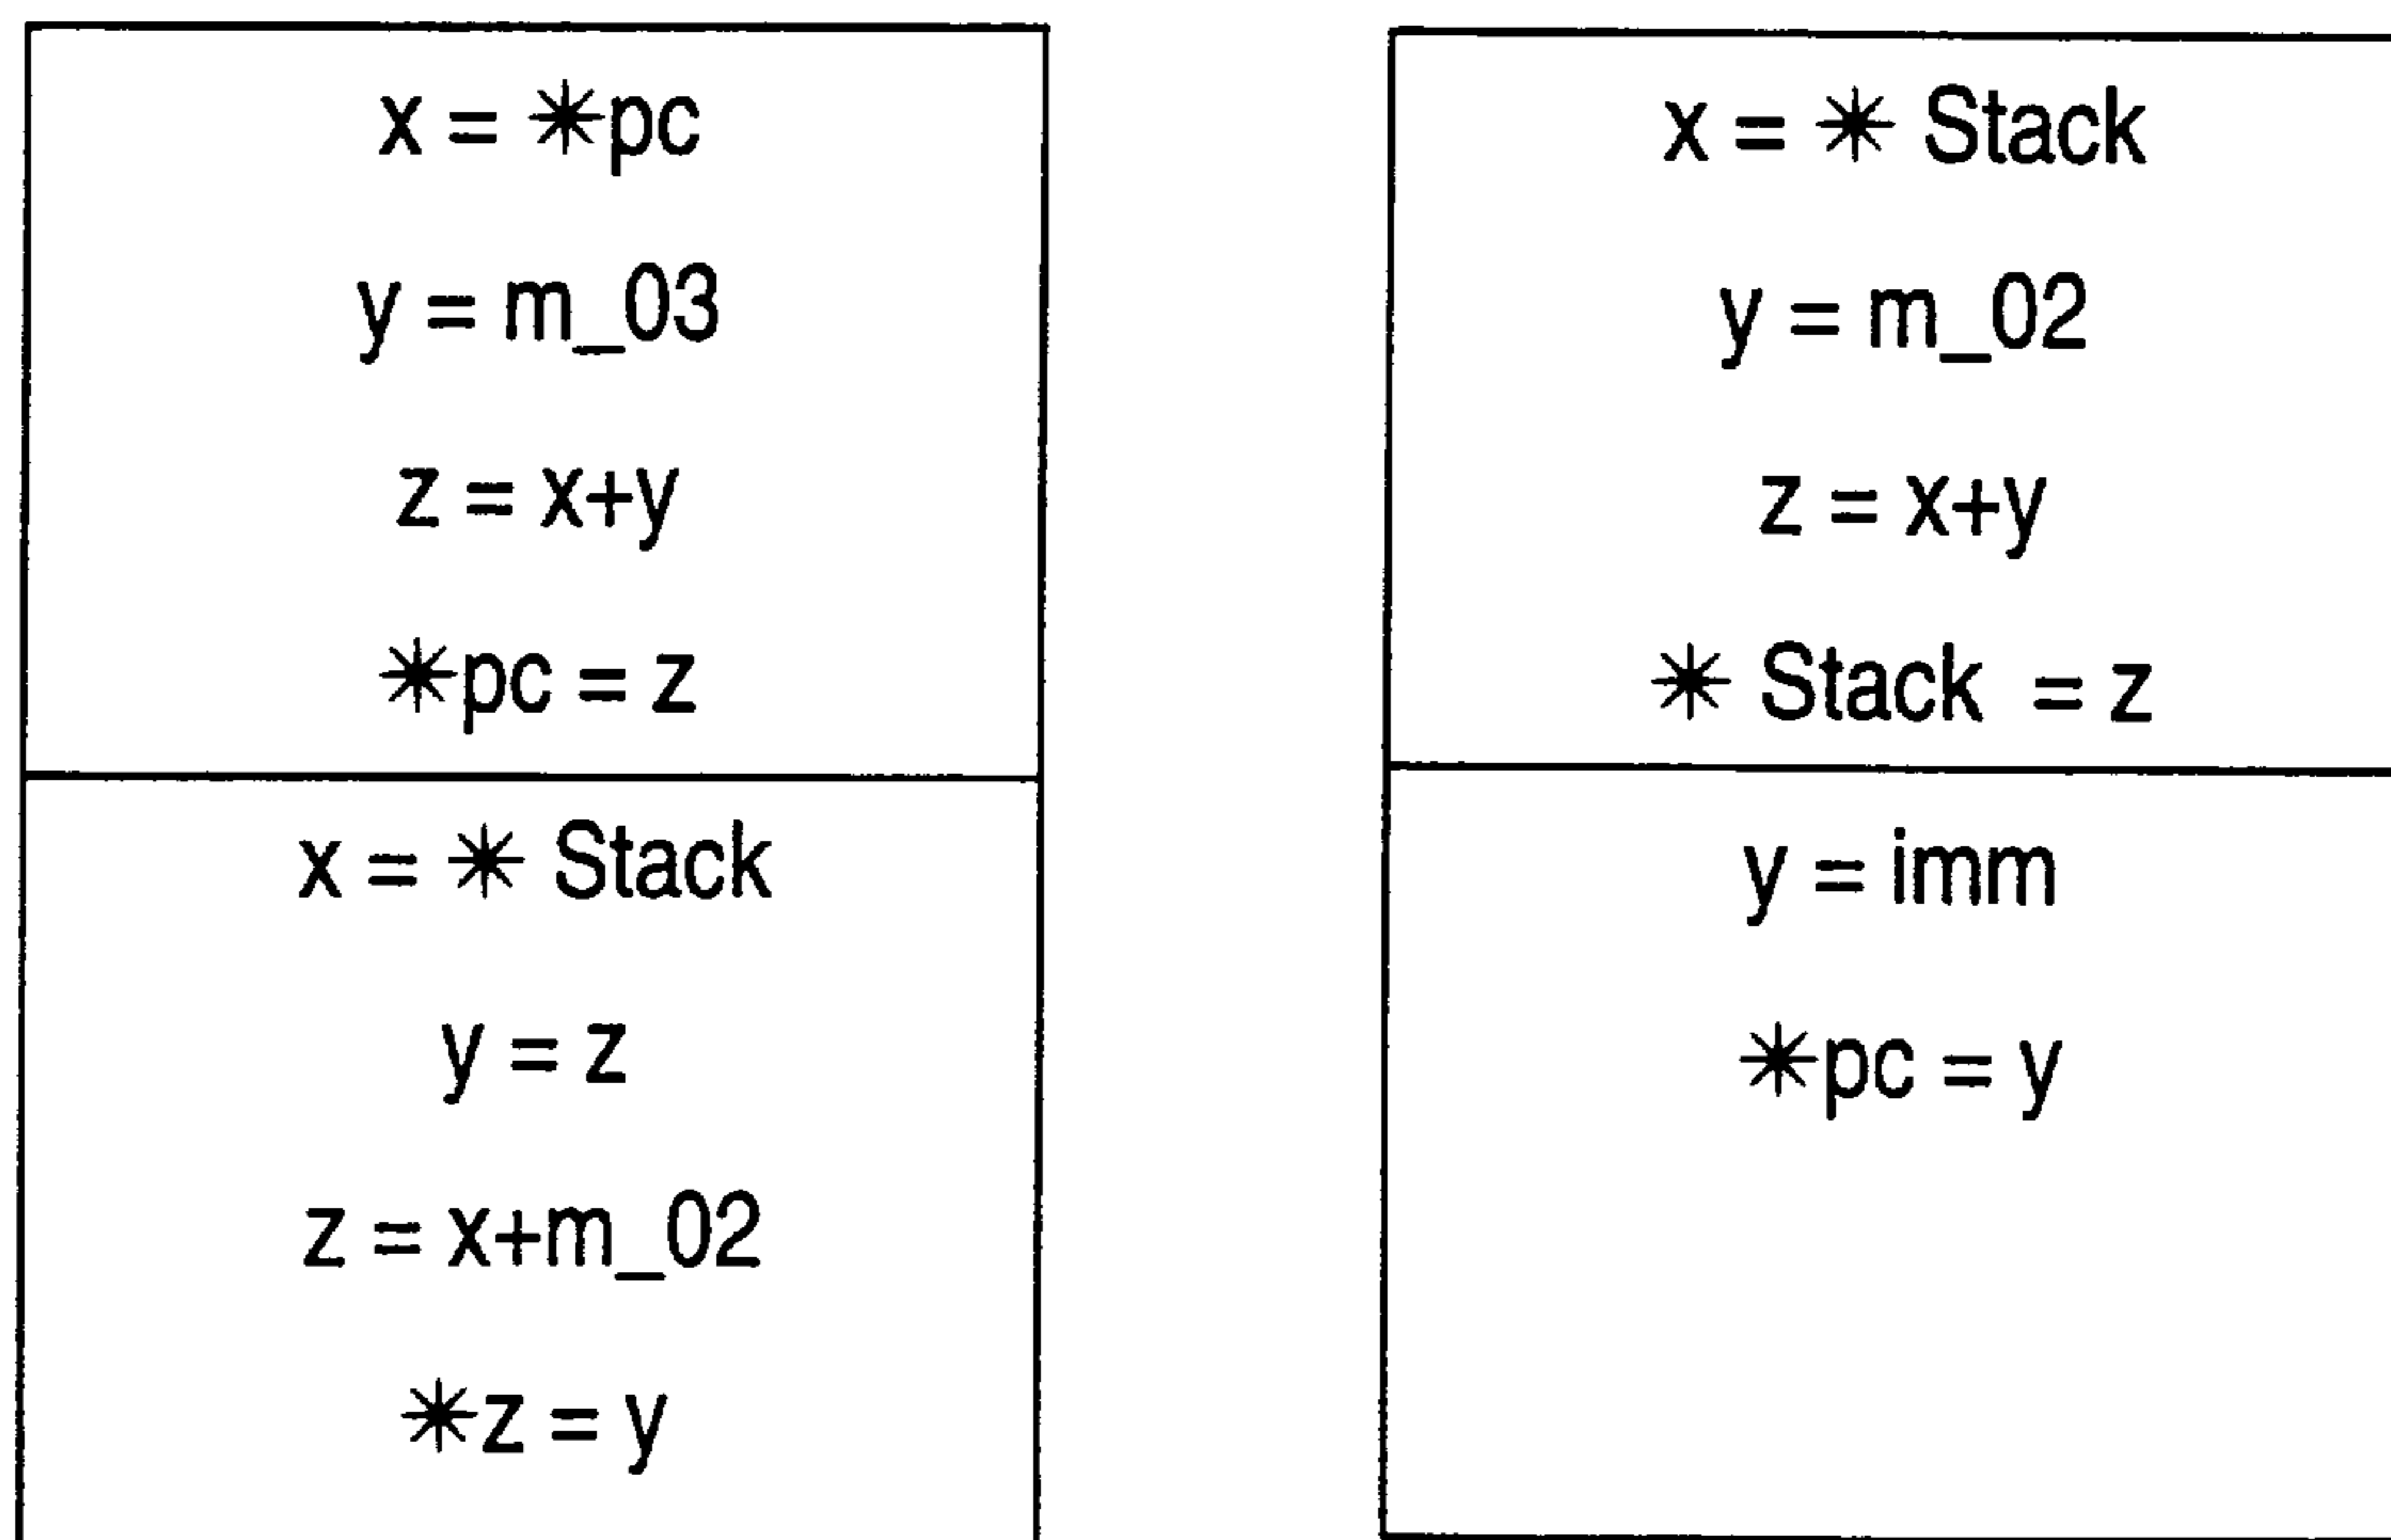 x = *pc
y = m_03
z = x+y
*pc = z
x = * Stack
y = z
z = x+m_02
*z = y
x = * Stack
y = m_02
z = x+y
* Stack = z
y = imm
*pc = y